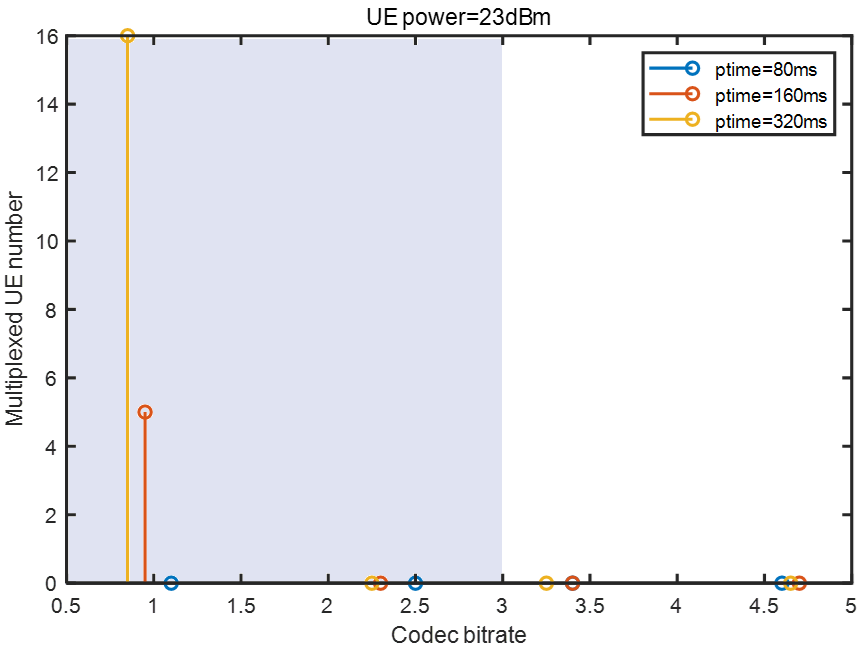 UE power=23dBm
16
14
12
10
8
6
4
2
0
Multiplexed UE number
ptime=80ms
ptime=160ms
ptime=320ms
0.5 1 1.5 2 2.5 3 3.5 4 4.5 5
Codec bitrate